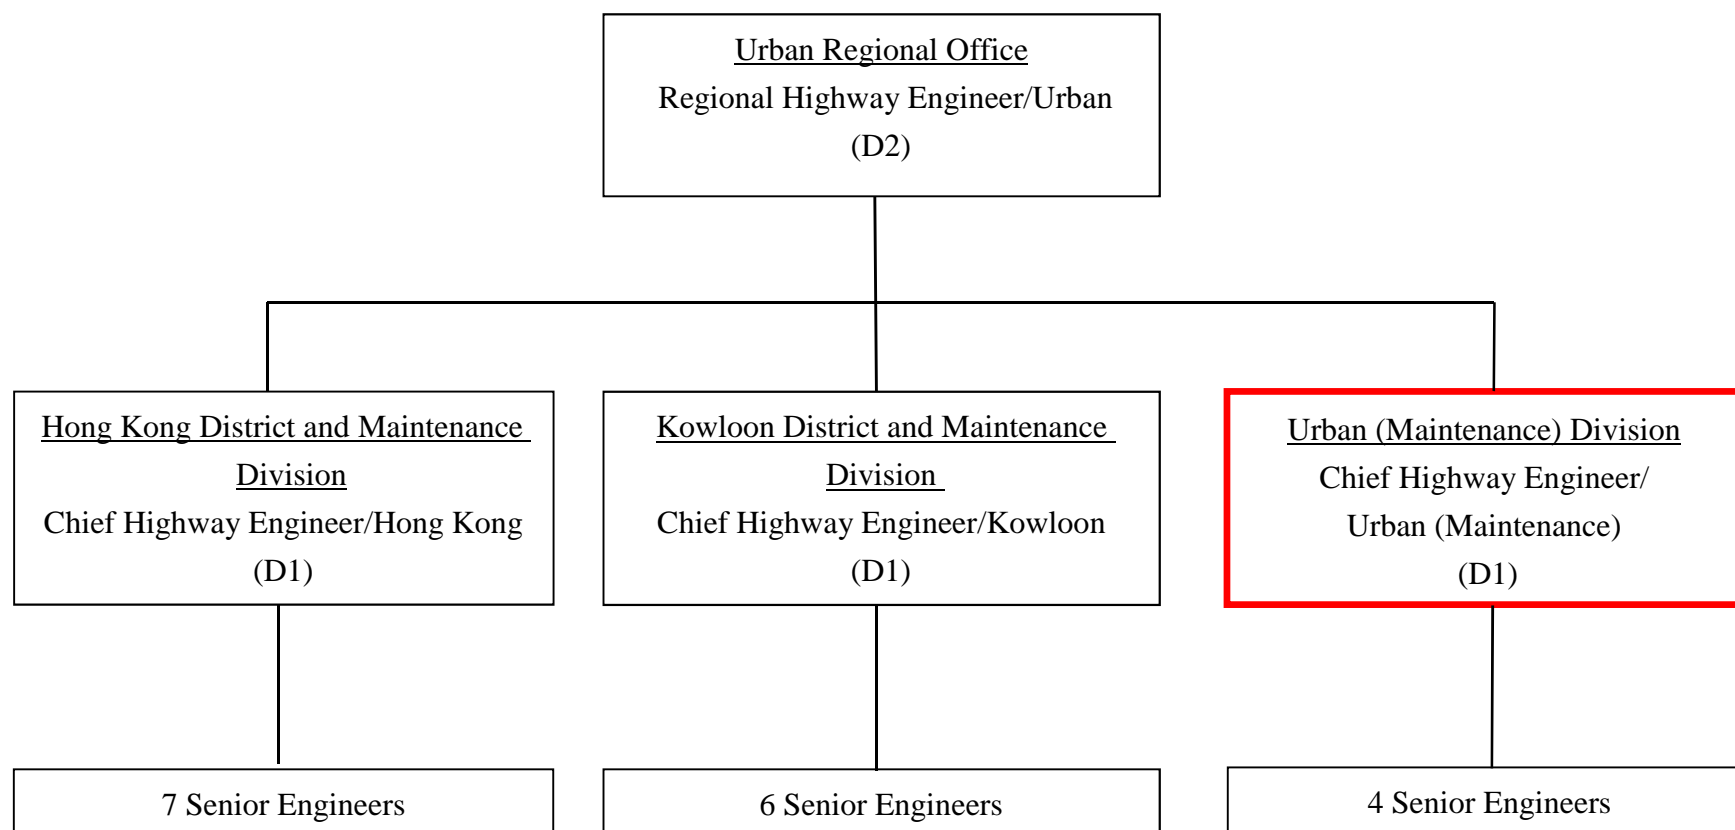 Urban Regional Office
Regional Highway Engineer/Urban
(D2)
Hong Kong District and Maintenance
Division
Chief Highway Engineer/Hong Kong
(D1)
Kowloon District and Maintenance
Division
Chief Highway Engineer/Kowloon
(D1)
Urban (Maintenance) Division
Chief Highway Engineer/
Urban (Maintenance)
(D1)
7 Senior Engineers
6 Senior Engineers
4 Senior Engineers